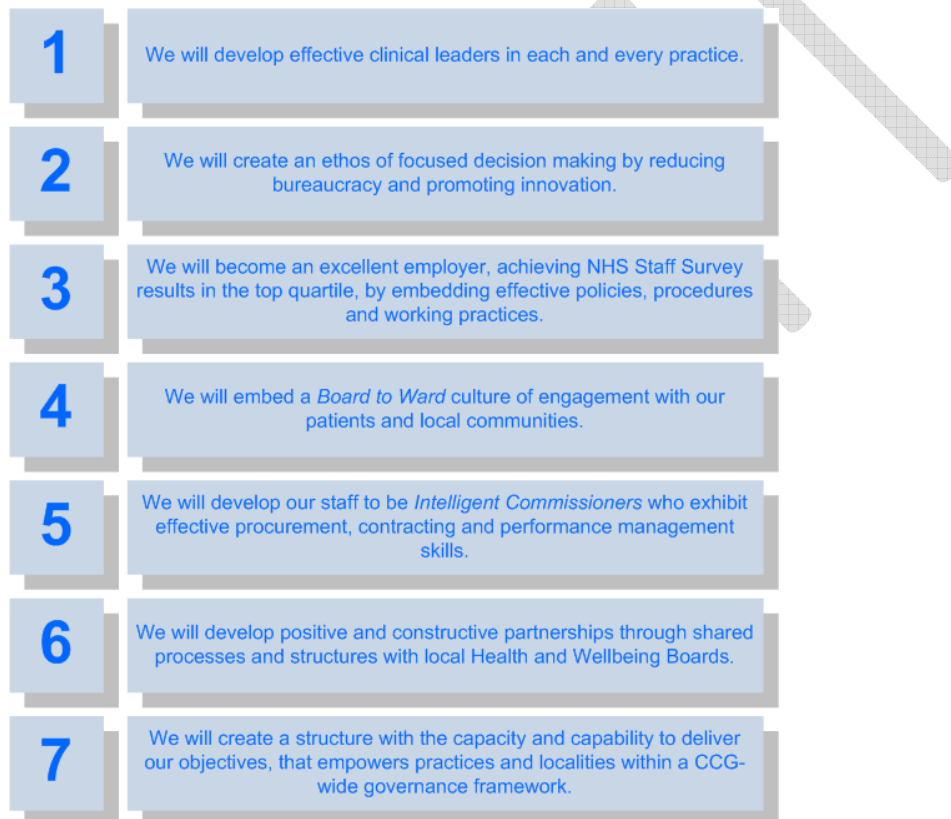 1
We will develop effective clinical leaders in each and every practice.
2
We will create an ethos of focused decision making by reducing
bureaucracy and promoting innovation.
3
We will become an excellent employer, achieving NHS Staff Survey
results in the top quartile, by embedding effective policies, procedures
and working practices.
4
We will embed a Board to Ward culture of engagement with our
patients and local communities.
5
We will develop our staff to be Intelligent Commissioners who exhibit
effective procurement, contracting and performance management
skills.
6
We will develop positive and constructive partnerships through shared
processes and structures with local Health and Wellbeing Boards.
7
We will create a structure with the capacity and capability to deliver
our objectives, that empowers practices and localities within a CCG-
wide governance framework.